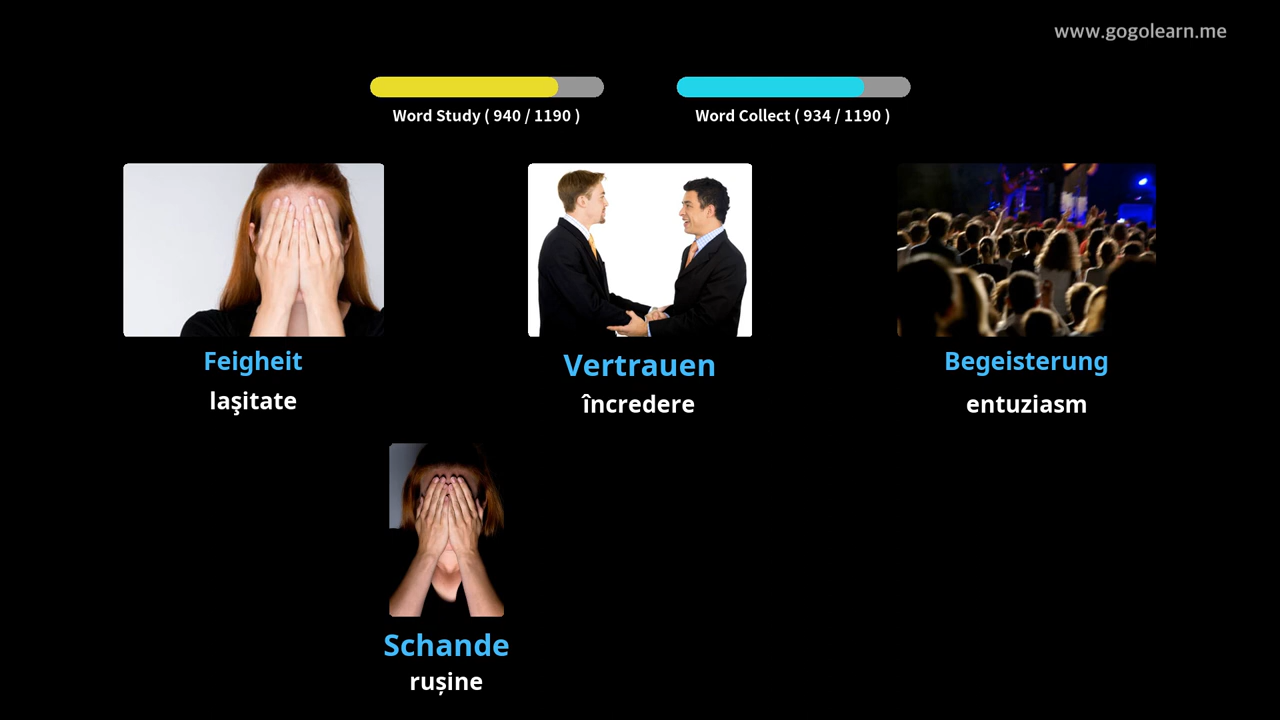 www.gogolearn.me
Word Study ( 940 / 1190 )
Word Collect ( 934 / 1190 )
Feigheit
Vertrauen
Begeisterung
laşitate
încredere
entuziasm
Schande
rușine